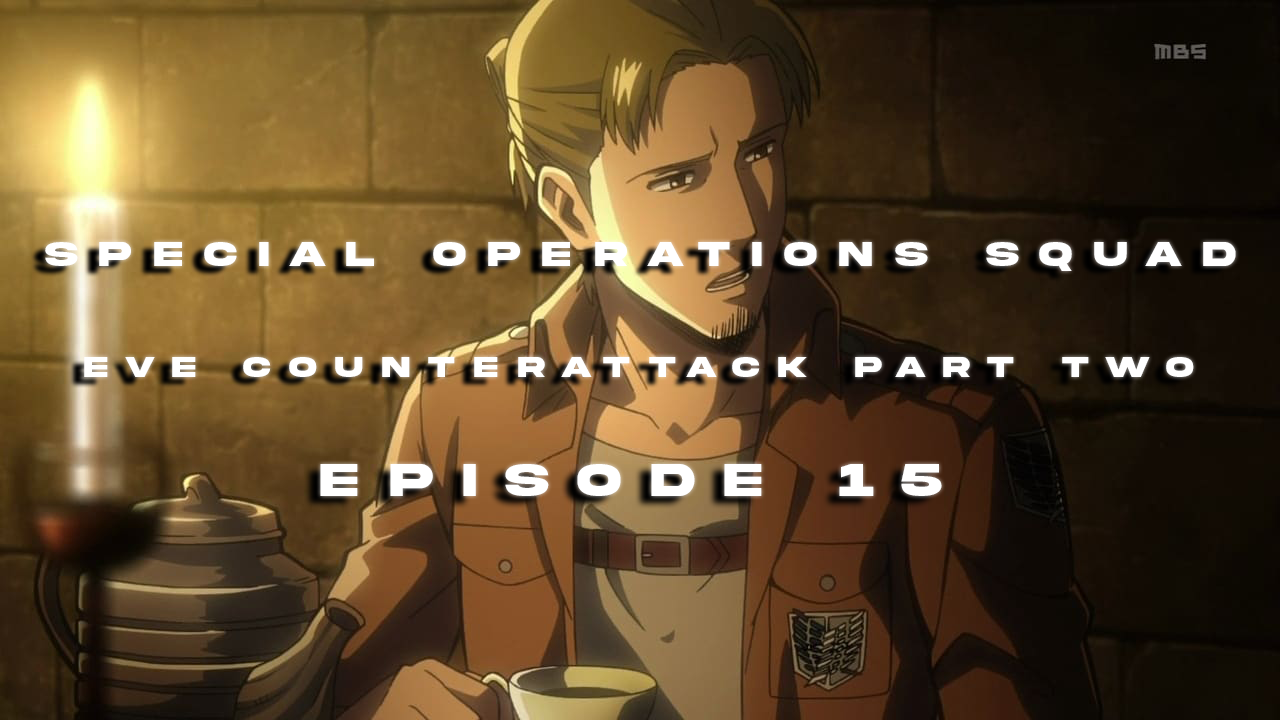 MBS
SPECIAL OPERATIONS SQUAD
EVE COUNTERATTACK PART TWO
EPISODE 15